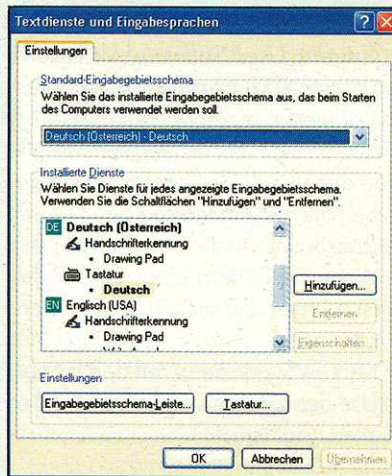 Textdienste und Eingabesprachen
Einstellungen
Standard-Eingabegebietsschema
Wählen Sie das installierte Eingabegebietsschema aus, das beim Starten
des Computers verwendet werden soll.
Deutsch (Österreich) - Deutsch
Installierte Dienste
Wählen Sie Dienste für jedes angezeigte Eingabegebietsschema.
Verwenden Sie die Schaltflächen "Hinzufügen" und "Entfernen".
DE Deutsch (Österreich)
Handschrifterkennung
• Drawing Pad
Tastatur
• Deutsch
EN Englisch (USA)
Handschrifterkennung
• Drawing Pad
Hinzufügen...
Entfernen
Eigenschaften...
Einstellungen
Eingabegebietsschema-Leiste...
Tastatur...
OK
Abbrechen
Übernehmen